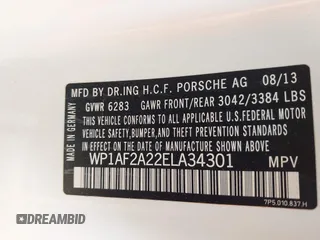 MFD BY DR.ING H.C.F. PORSCHE AG 08/13
GERMANY
GVWR 6283 GAWR FRONT/REAR 3042/3384 LBS
THIS VEHICLE CONFORMS TO ALL APPLICABLE U.S.FEDERAL MOTOR
VEHICLE SAFETY, BUMPER, AND THEFT PREVENTION STANDARDS
IN EFFECT ON THE DATE OF MANUFACTURE SHOWN ABOVE.
WP1AF2A22ELA34301 MPV
7P5.010.837.H
DREAMBID